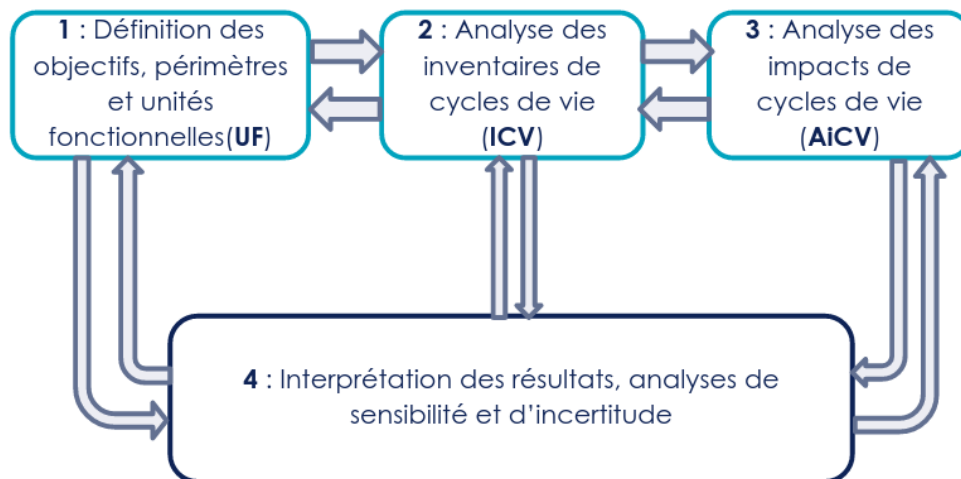 1 : Définition des
objectifs, périmètres
et unités
fonctionnelles(UF)
2 : Analyse des
inventaires de
cycles de vie
(ICV)
3 : Analyse des
impacts de
cycles de vie
(AiCV)
4 : Interprétation des résultats, analyses de
sensibilité et d’incertitude